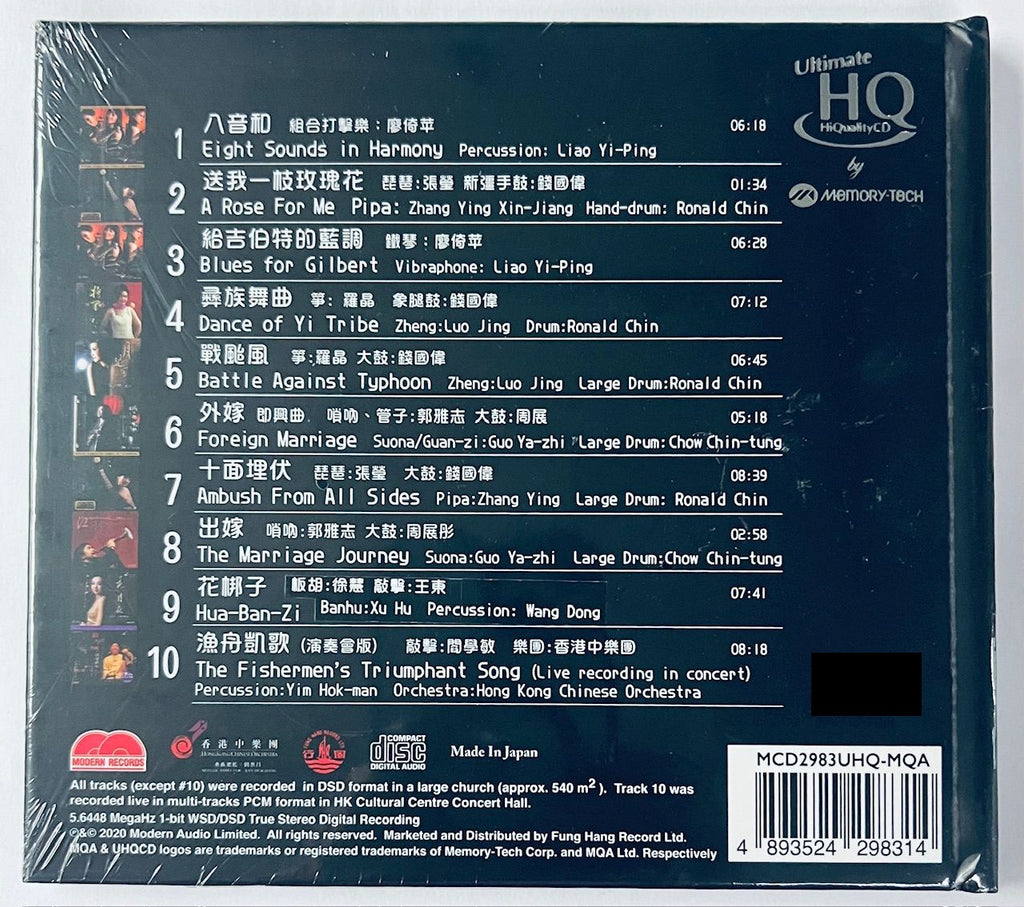 Ultimate
HQ
HiQualityCD
by
MEMORY-TECH
1 八音和 組合打擊樂：廖倚苹 06:18
Eight Sounds in Harmony Percussion: Liao Yi-Ping
2 送我一枝玫瑰花 琵琶:張瑩 新疆手鼓:錢國偉 01:34
A Rose For Me Pipa: Zhang Ying Xin-Jiang Hand-drum: Ronald Chin
3 給吉伯特的藍調 鐵琴：廖倚苹 06:28
Blues for Gilbert Vibraphone: Liao Yi-Ping
4 彝族舞曲 箏: 羅晶 象腿鼓:錢國偉 07:12
Dance of Yi Tribe Zheng:Luo Jing Drum:Ronald Chin
5 戰颱風 箏:羅晶 大鼓:錢國偉 06:45
Battle Against Typhoon Zheng:Luo Jing Large Drum:Ronald Chin
6 外嫁 即興曲, 嗩吶、管子:郭雅志 大鼓:周展 05:18
Foreign Marriage Suona/Guan-zi:Guo Ya-zhi Large Drum:Chow Chin-tung
7 十面埋伏 琵琶:張瑩 大鼓:錢國偉 08:39
Ambush From All Sides Pipa:Zhang Ying Large Drum: Ronald Chin
8 出嫁 嗩吶:郭雅志 大鼓:周展彤 02:58
The Marriage Journey Suona:Guo Ya-zhi Large Drum:Chow Chin-tung
9 花梆子 板胡:徐慧 敲擊:王東 07:41
Hua-Ban-Zi Banhu:Xu Hu Percussion: Wang Dong
10 漁舟凱歌 (演奏會版) 敲擊:閻學敏 樂團:香港中樂團 08:18
The Fishermen's Triumphant Song (Live recording in concert)
Percussion:Yim Hok-man Orchestra:Hong Kong Chinese Orchestra
MODERN RECORDS
香港中樂團
HONG KONG CHINESE ORCHESTRA
COMPACT
disc
DIGITAL AUDIO
Made In Japan
All tracks (except #10) were recorded in DSD format in a large church (approx. 540 m²). Track 10 was
recorded live in multi-tracks PCM format in HK Cultural Centre Concert Hall.
5.6448 MegaHz 1-bit WSD/DSD True Stereo Digital Recording
℗&© 2020 Modern Audio Limited. All rights reserved. Marketed and Distributed by Fung Hang Record Ltd.
MQA & UHQCD logos are trademarks or registered trademarks of Memory-Tech Corp. and MQA Ltd. Respectively
MCD2983UHQ-MQA
4 893524 298314